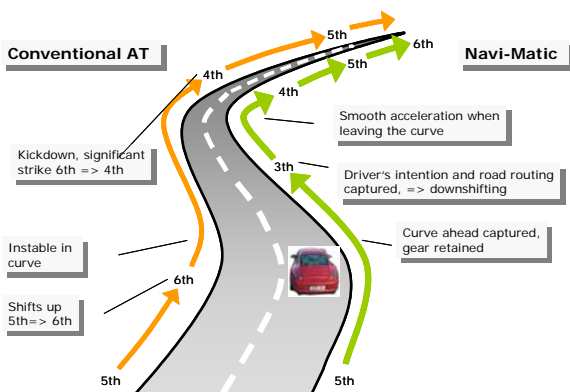 Conventional AT
Navi-Matic
5th
6th
4th
5th
4th
Smooth acceleration when
leaving the curve
Kickdown, significant
strike 6th => 4th
3th
Driver's intention and road routing
captured, => downshifting
Curve ahead captured,
gear retained
Instable in
curve
6th
Shifts up
5th=> 6th
5th
5th